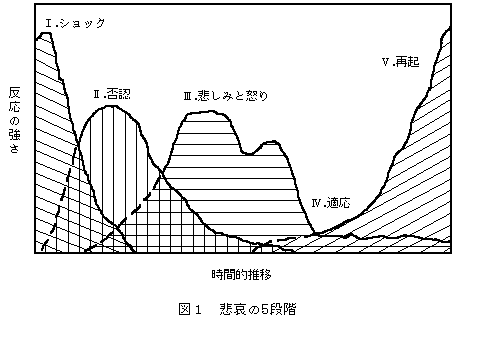 Ⅰ.ショック
Ⅱ.否認
Ⅲ.悲しみと怒り
Ⅳ.適応
Ⅴ.再起
反応の強さ
時間的推移
図1 悲哀の5段階